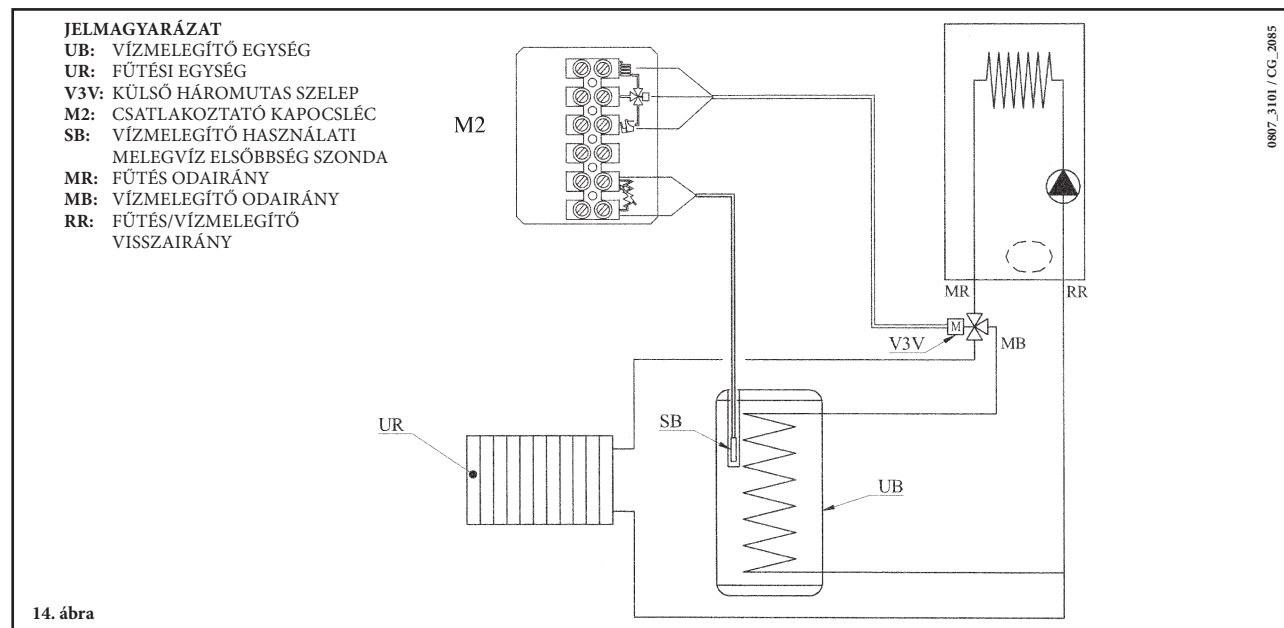 JELMAGYARÁZAT
UB: VÍZMELEGÍTŐ EGYSÉG
UR: FŰTÉSI EGYSÉG
V3V: KÜLSŐ HÁROMUTAS SZELEP
M2: CSATLAKOZTATÓ KAPOCSLÉC
SB: VÍZMELEGÍTŐ HASZNÁLATI
MELEGVÍZ ELSŐBBSÉG SZONDA
MR: FŰTÉS ODAIRÁNY
MB: VÍZMELEGÍTŐ ODAIRÁNY
RR: FŰTÉS/VÍZMELEGÍTŐ
VISSZAIRÁNY
M2
0807_3101 / CG_2085
MR
RR
M
V3V
MB
UR
SB
UB
14. ábra